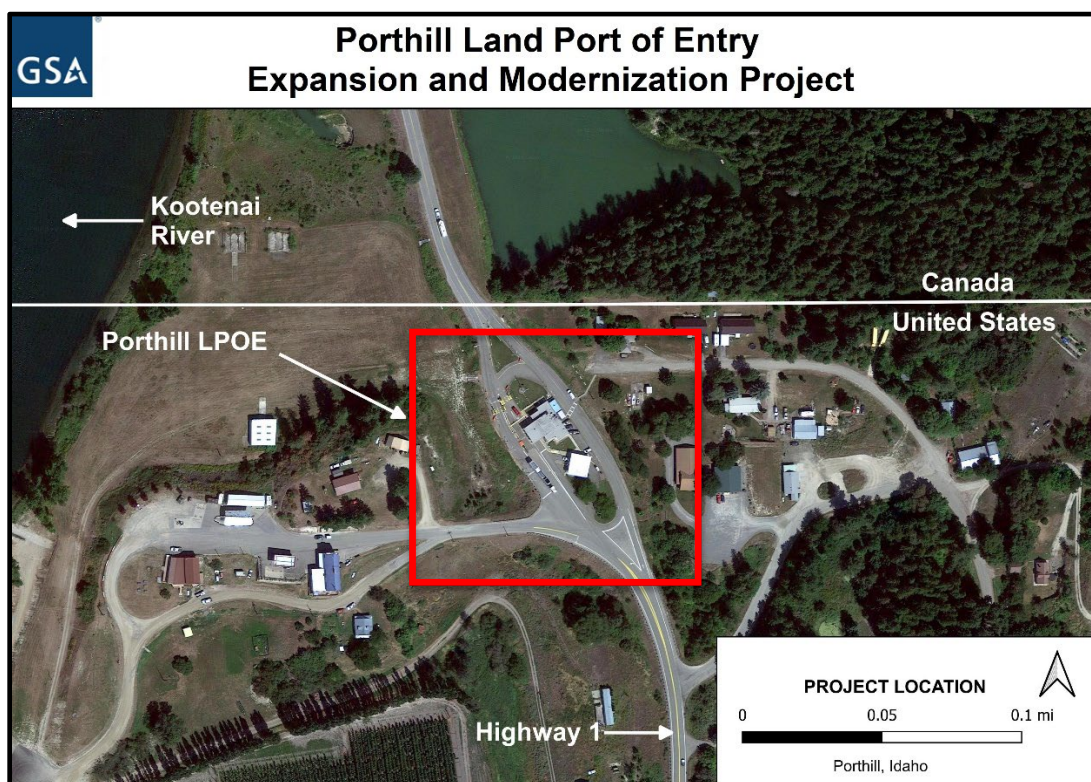 GSA
®
Porthill Land Port of Entry
Expansion and Modernization Project
Kootenai
River
Canada
United States
Porthill LPOE
Highway 1
PROJECT LOCATION
0 0.05 0.1 mi
Porthill, Idaho